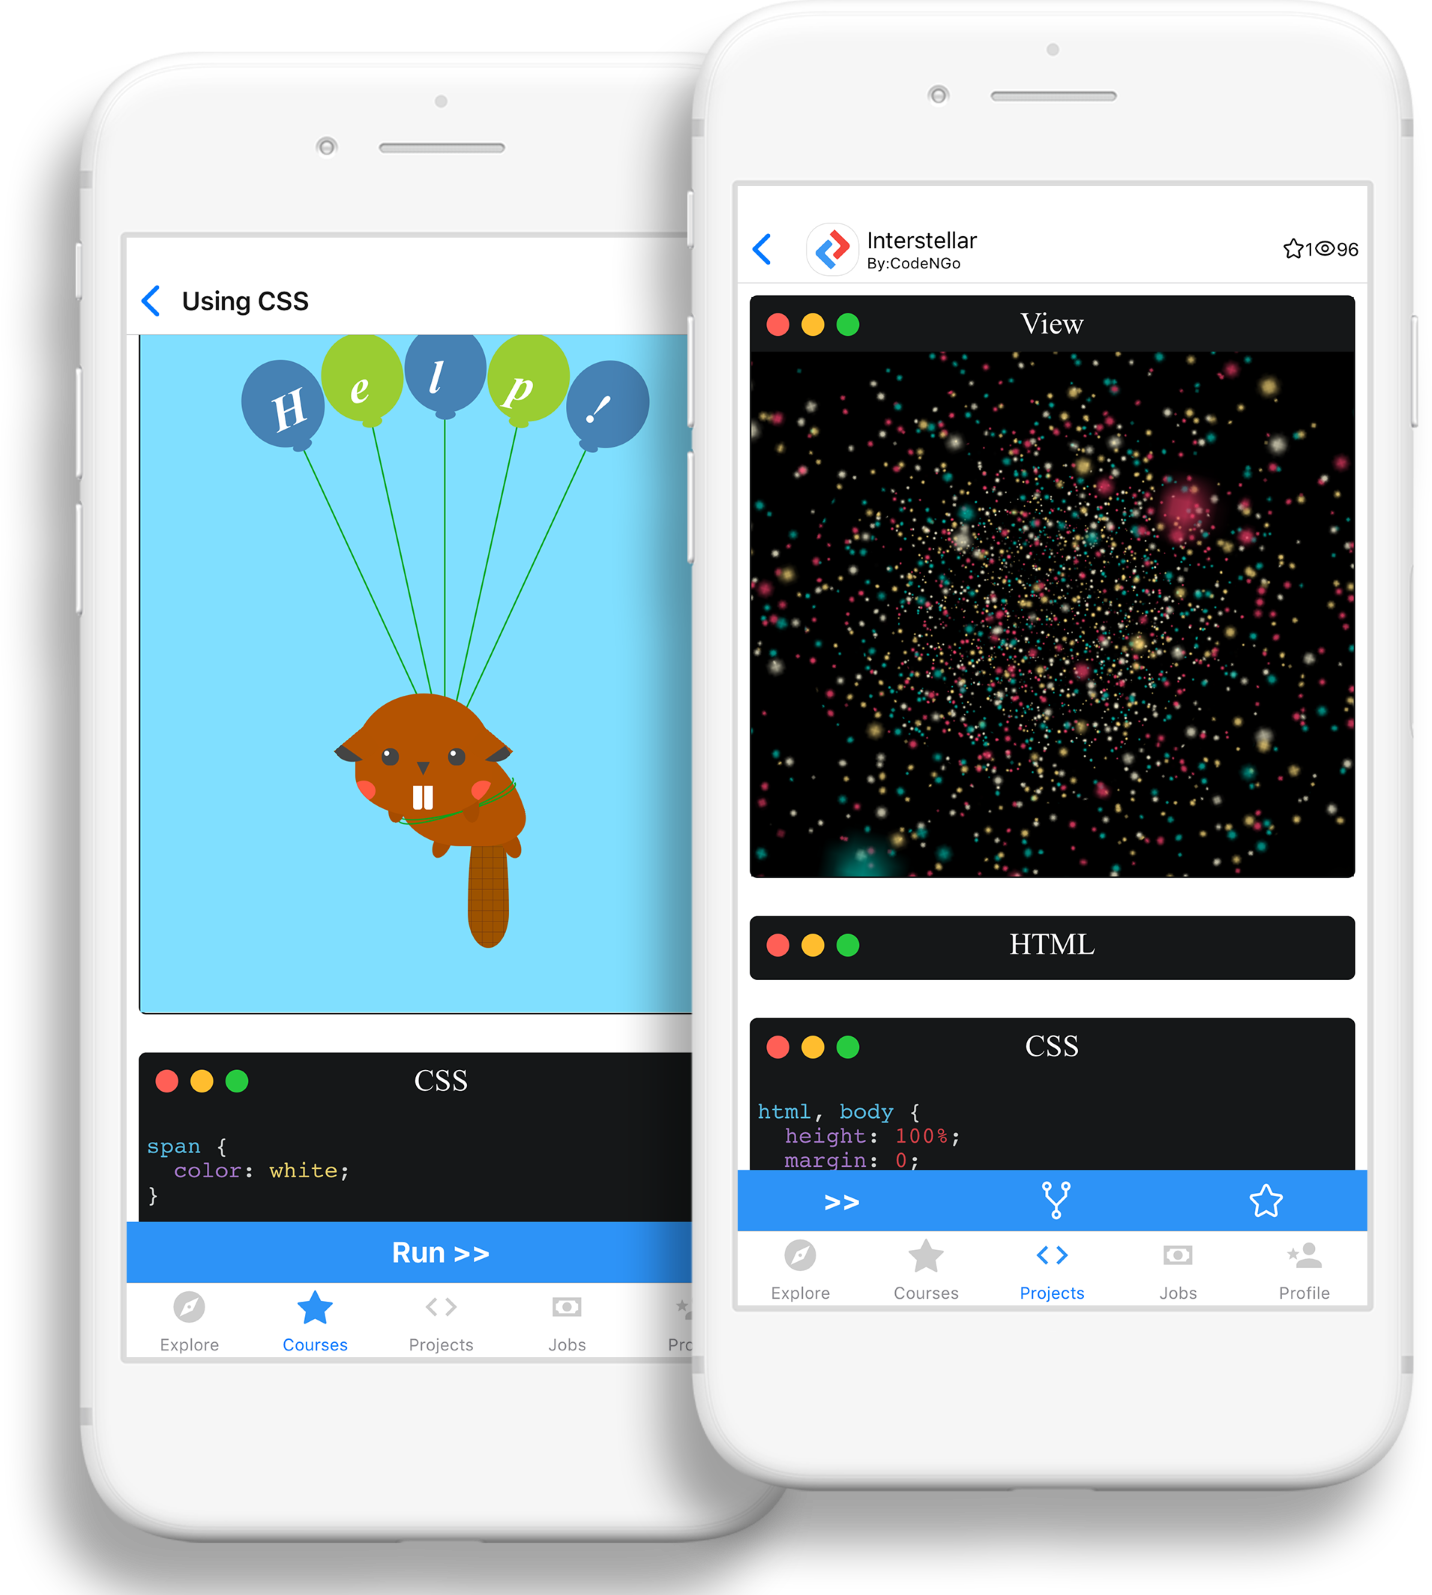 Using CSS
H e l p !
CSS
span {
color: white;
}
Run >>
Explore
Courses
Projects
Jobs
Interstellar
By:CodeNGo
1 96
View
HTML
CSS
html, body {
height: 100%;
margin: 0;
>>
Explore
Courses
Projects
Jobs
Profile